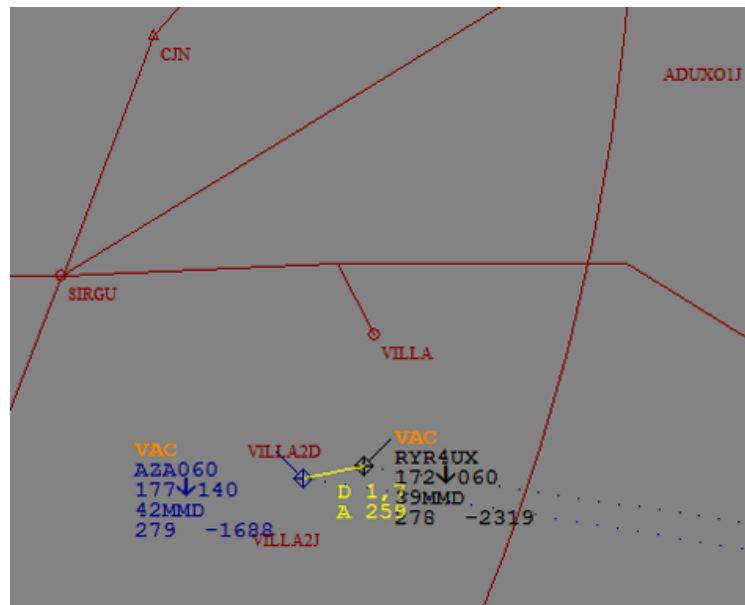 CJN
ADUXO1J
SIRGU
VILLA
VAC
AZA060
177↓140
42MMD
279 -1688
VILLA2D
VILLA2J
D 1,7
A 259
VAC
RYR4UX
172↓060
39MMD
278 -2319